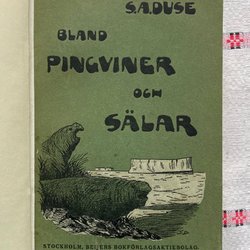 S.A.DUSE
BLAND
PINGVINER
OCH
SÄLAR
STOCKHOLM, BEIJERS BOKFÖRLAGSAKTIEBOLAG.